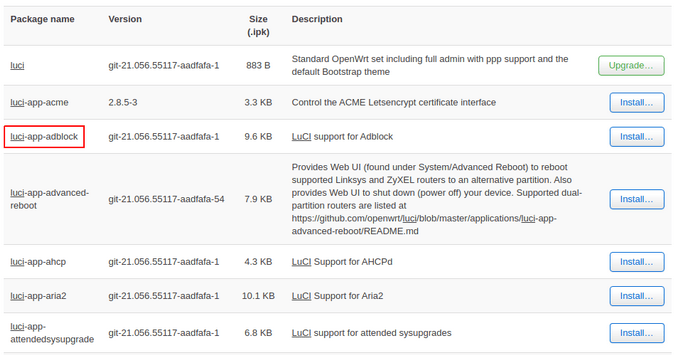 Package name Version Size (.ipk) Description
luci git-21.056.55117-aadfafa-1 883 B Standard OpenWrt set including full admin with ppp support and the
default Bootstrap theme Upgrade…
luci-app-acme 2.8.5-3 3.3 KB Control the ACME Letsencrypt certificate interface Install…
luci-app-adblock git-21.056.55117-aadfafa-1 9.6 KB LuCI support for Adblock Install…
luci-app-advanced-
reboot git-21.056.55117-aadfafa-54 7.9 KB Provides Web UI (found under System/Advanced Reboot) to reboot
supported Linksys and ZyXEL routers to an alternative partition. Also
provides Web UI to shut down (power off) your device. Supported dual-
partition routers are listed at
https://github.com/openwrt/luci/blob/master/applications/luci-app-
advanced-reboot/README.md Install…
luci-app-ahcp git-21.056.55117-aadfafa-1 4.3 KB LuCI Support for AHCPd Install…
luci-app-aria2 git-21.056.55117-aadfafa-1 10.1 KB LuCI Support for Aria2 Install…
luci-app-
attendedsysupgrade git-21.056.55117-aadfafa-1 6.8 KB LuCI support for attended sysupgrades Install…